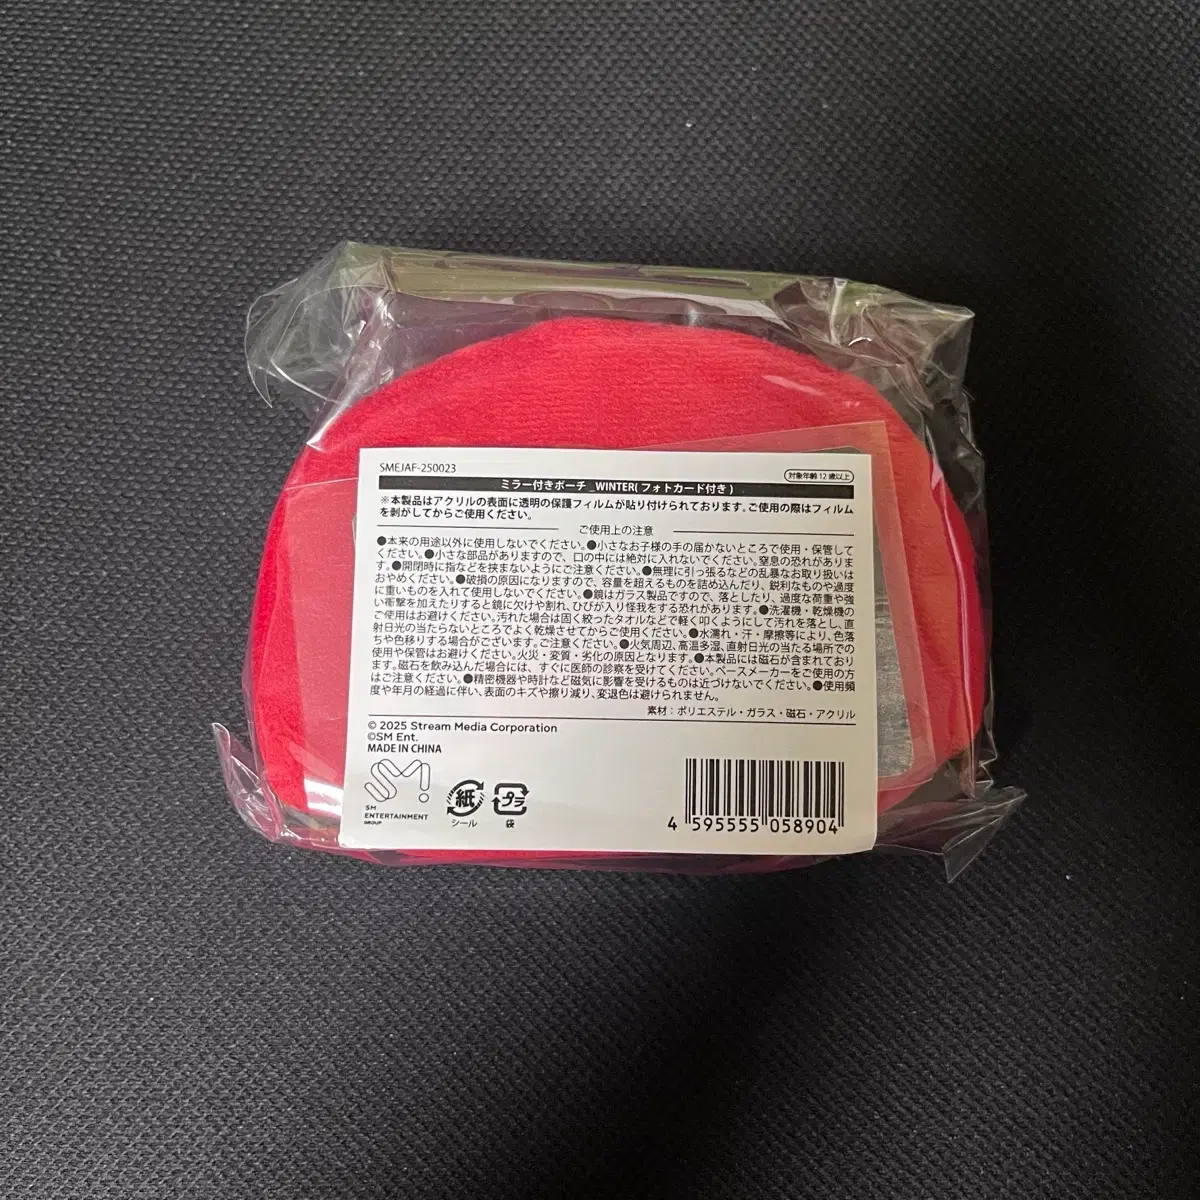 SMEJAF-250023
対象年齢12歳以上
ミラー付きポーチ_WINTER(フォトカード付き)
※本製品はアクリルの表面に透明の保護フィルムが貼り付けられております。ご使用の際はフィルム
を剥がしてからご使用ください。
ご使用上の注意
●本来の用途以外に使用しないでください。●小さなお子様の手の届かないところで使用・保管して
ください。●小さな部品がありますので、口の中には絶対に入れないでください。窒息の恐れがありま
す。●開閉時に指などを挟まないようにご注意ください。●無理に引っ張るなどの乱暴なお取り扱いは
おやめください。●破損の原因になりますので、容量を超えるものを詰め込んだり、鋭利なものや過度
に重いものを入れて使用しないでください。●鏡はガラス製品ですので、落としたり、過度な荷重や強
い衝撃を加えたりすると鏡に欠けや割れ、ひびが入り怪我をする恐れがあります。●洗濯機・乾燥機の
ご使用はお避けください。汚れた場合は固く絞ったタオルなどで軽く叩くようにして汚れを落とし、直
射日光の当たらないところでよく乾燥させてからご使用ください。●水濡れ・汗・摩擦等により、色落
ちや色移りする場合がございます。ご注意ください。●火気周辺、高温多湿、直射日光の当たる場所での
使用や保管はお避けください。火災・変質・劣化の原因となります。●本製品には磁石が含まれており
ます。磁石を飲み込んだ場合には、すぐに医師の診察を受けてください。ペースメーカーをご使用の方
はご注意ください。●精密機器や時計など磁気に影響を受けるものは近づけないでください。●使用頻
度や年月の経過に伴い、表面のキズや擦り減り、変退色は避けられません。
素材：ポリエステル・ガラス・磁石・アクリル
© 2025 Stream Media Corporation
©SM Ent.
MADE IN CHINA
SM
SM
ENTERTAINMENT
GROUP
紙
シール
プラ
袋
4 595555 058904